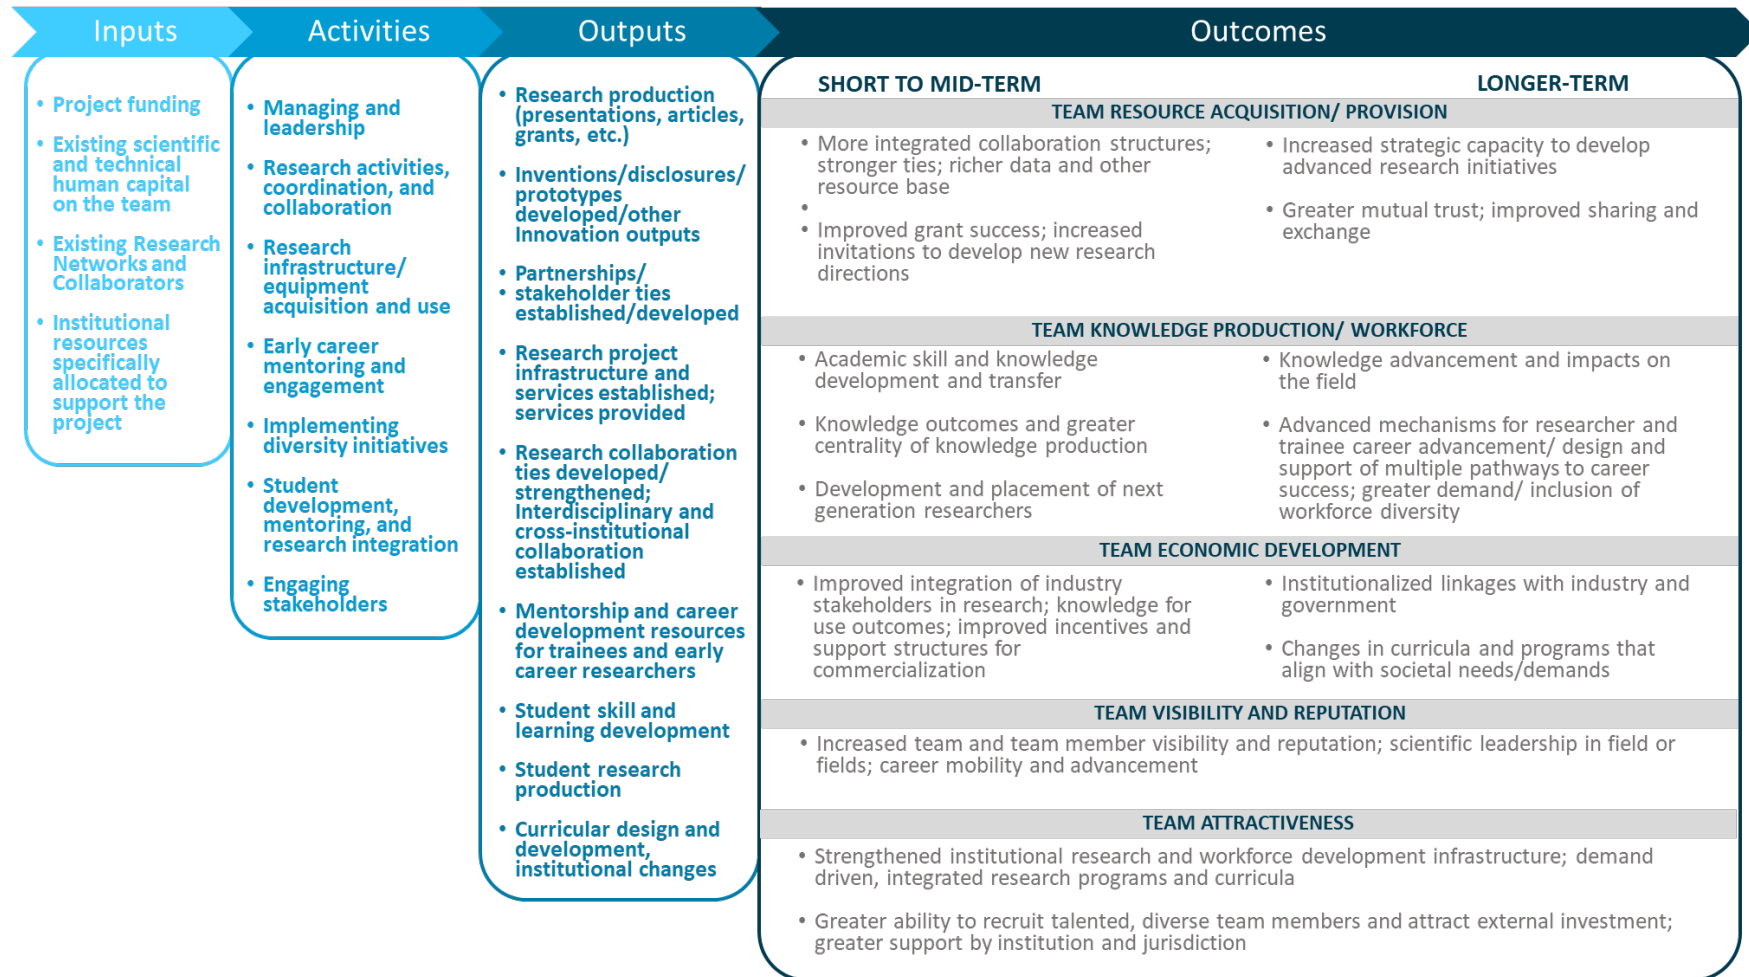 Inputs
Activities
Outputs
Outcomes
• Project funding
• Existing scientific
and technical
human capital
on the team
• Existing Research
Networks and
Collaborators
• Institutional
resources
specifically
allocated to
support the
project
• Managing and
leadership
• Research activities,
coordination, and
collaboration
• Research
infrastructure/
equipment
acquisition and use
• Early career
mentoring and
engagement
• Implementing
diversity initiatives
• Student
development,
mentoring, and
research integration
• Engaging
stakeholders
• Research production
(presentations, articles,
grants, etc.)
• Inventions/disclosures/
prototypes
developed/other
Innovation outputs
• Partnerships/
• stakeholder ties
established/developed
• Research project
infrastructure and
services established;
services provided
• Research collaboration
ties developed/
strengthened;
Interdisciplinary and
cross-institutional
collaboration
established
• Mentorship and career
development resources
for trainees and early
career researchers
• Student skill and
learning development
• Student research
production
• Curricular design and
development,
institutional changes
SHORT TO MID-TERM
LONGER-TERM
TEAM RESOURCE ACQUISITION/ PROVISION
• More integrated collaboration structures;
stronger ties; richer data and other
resource base
•
• Improved grant success; increased
invitations to develop new research
directions
• Increased strategic capacity to develop
advanced research initiatives
• Greater mutual trust; improved sharing and
exchange
TEAM KNOWLEDGE PRODUCTION/ WORKFORCE
• Academic skill and knowledge
development and transfer
• Knowledge outcomes and greater
centrality of knowledge production
• Development and placement of next
generation researchers
• Knowledge advancement and impacts on
the field
• Advanced mechanisms for researcher and
trainee career advancement/ design and
support of multiple pathways to career
success; greater demand/ inclusion of
workforce diversity
TEAM ECONOMIC DEVELOPMENT
• Improved integration of industry
stakeholders in research; knowledge for
use outcomes; improved incentives and
support structures for
commercialization
• Institutionalized linkages with industry and
government
• Changes in curricula and programs that
align with societal needs/demands
TEAM VISIBILITY AND REPUTATION
• Increased team and team member visibility and reputation; scientific leadership in field or
fields; career mobility and advancement
TEAM ATTRACTIVENESS
• Strengthened institutional research and workforce development infrastructure; demand
driven, integrated research programs and curricula
• Greater ability to recruit talented, diverse team members and attract external investment;
greater support by institution and jurisdiction